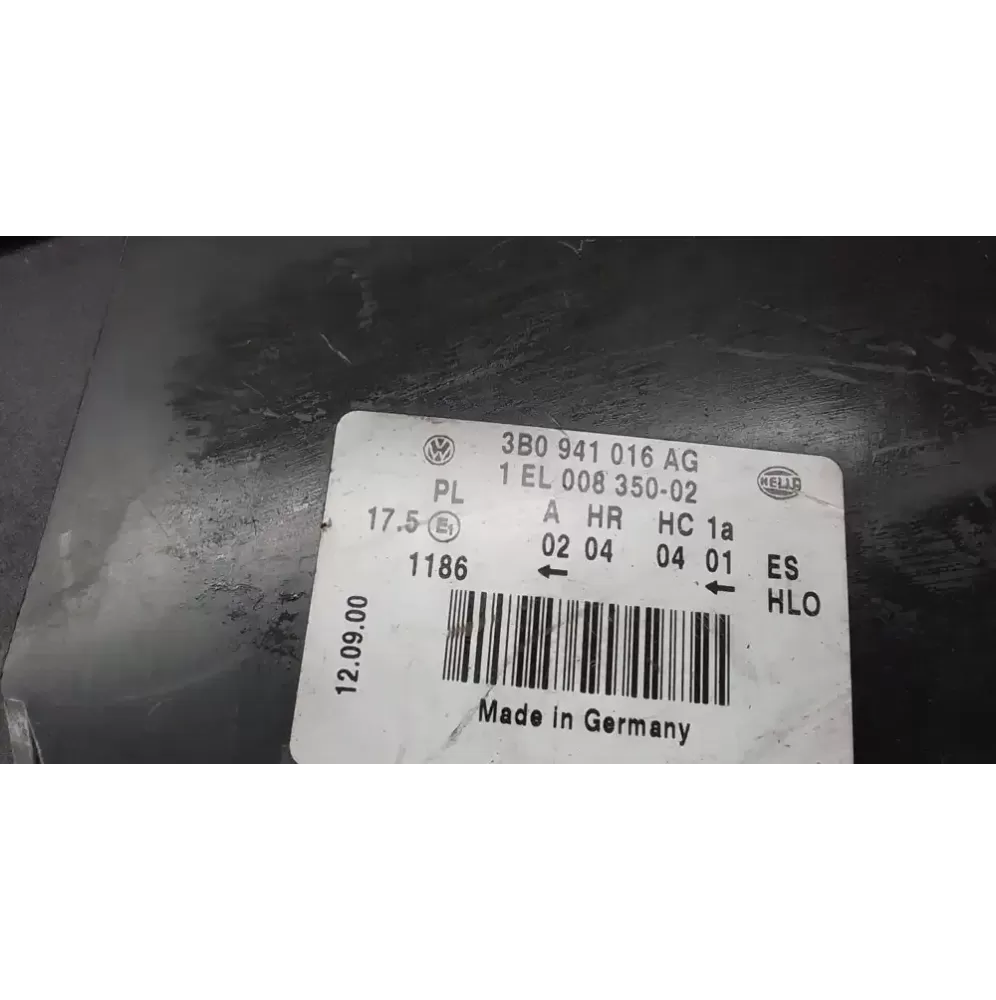 VW 3B0 941 016 AG HELLA
1 EL 008 350-02
PL A HR HC 1a
17.5 E1 02 04 04 01 ES
1186 ← ← HLO
12.09.00
Made in Germany